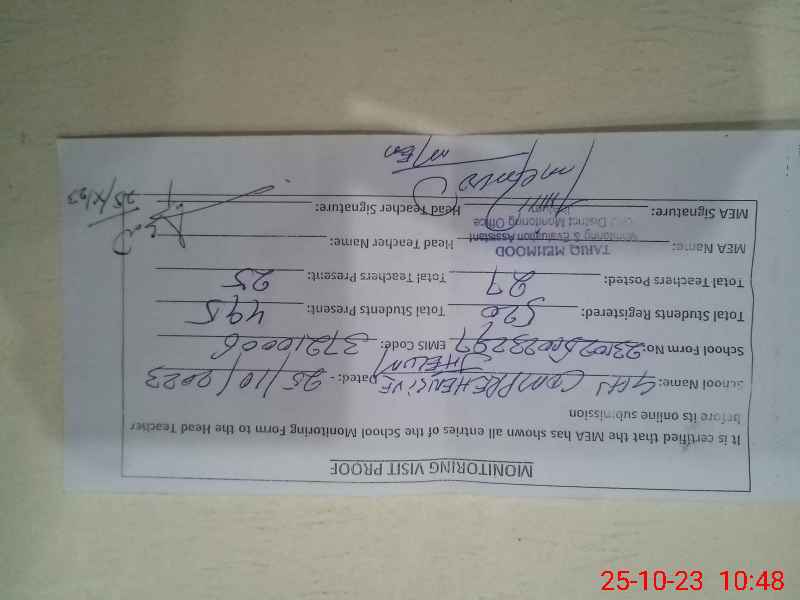 MONITORING VISIT PROOF
It is certified that the MEA has shown all entries of the School Monitoring Form to the Head Teacher
before its online submission
School Name: GHS COMPREHENSIVE JHELUM Dated: - 25/10/2023
School Form No: EMIS Code: 37210006
Total Students Registered: 520 Total Students Present: 495
Total Teachers Posted: 27 Total Teachers Present: 25
MEA Name: TARIQ MEHMOOD Head Teacher Name:
Monitoring & Evaluation Assistant
District Monitoring Office
MEA Signature: Head Teacher Signature:
25/X/23
25-10-23 10:48